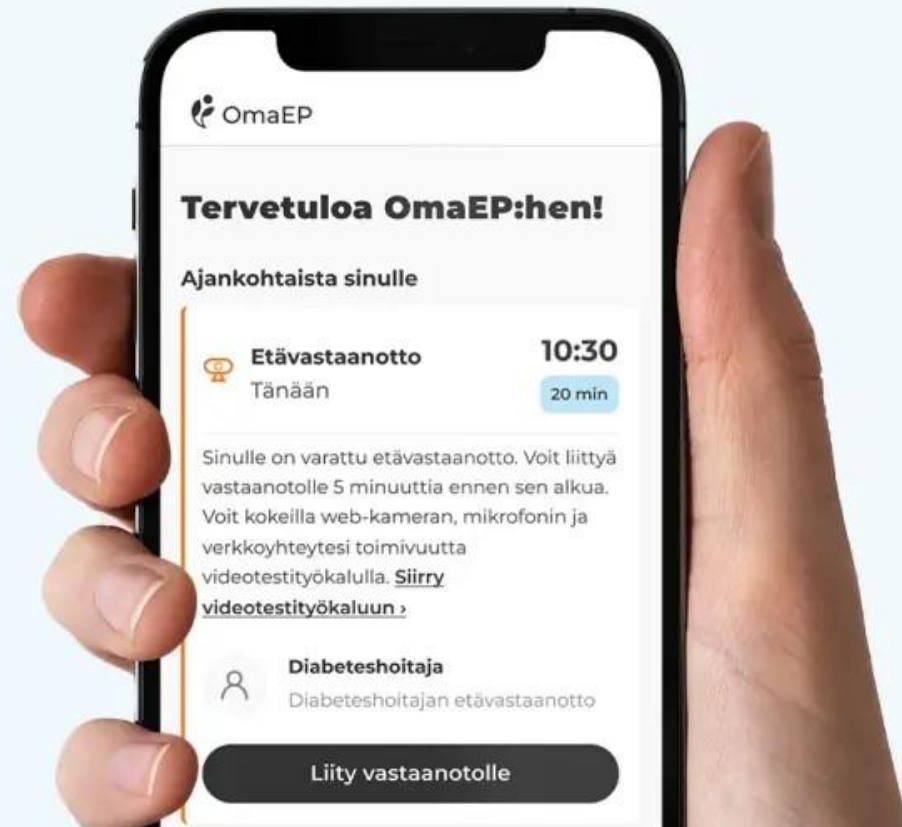 OmaEP
Tervetuloa OmaEP:hen!
Ajankohtaista sinulle
Etävastaanotto
Tänään
10:30
20 min
Sinulle on varattu etävastaanotto. Voit liittyä
vastaanotolle 5 minuuttia ennen sen alkua.
Voit kokeilla web-kameran, mikrofonin ja
verkkoyhteytesi toimivuutta
videotestityökalulla. Siirry
videotestityökaluun ›
Diabeteshoitaja
Diabeteshoitajan etävastaanotto
Liity vastaanotolle